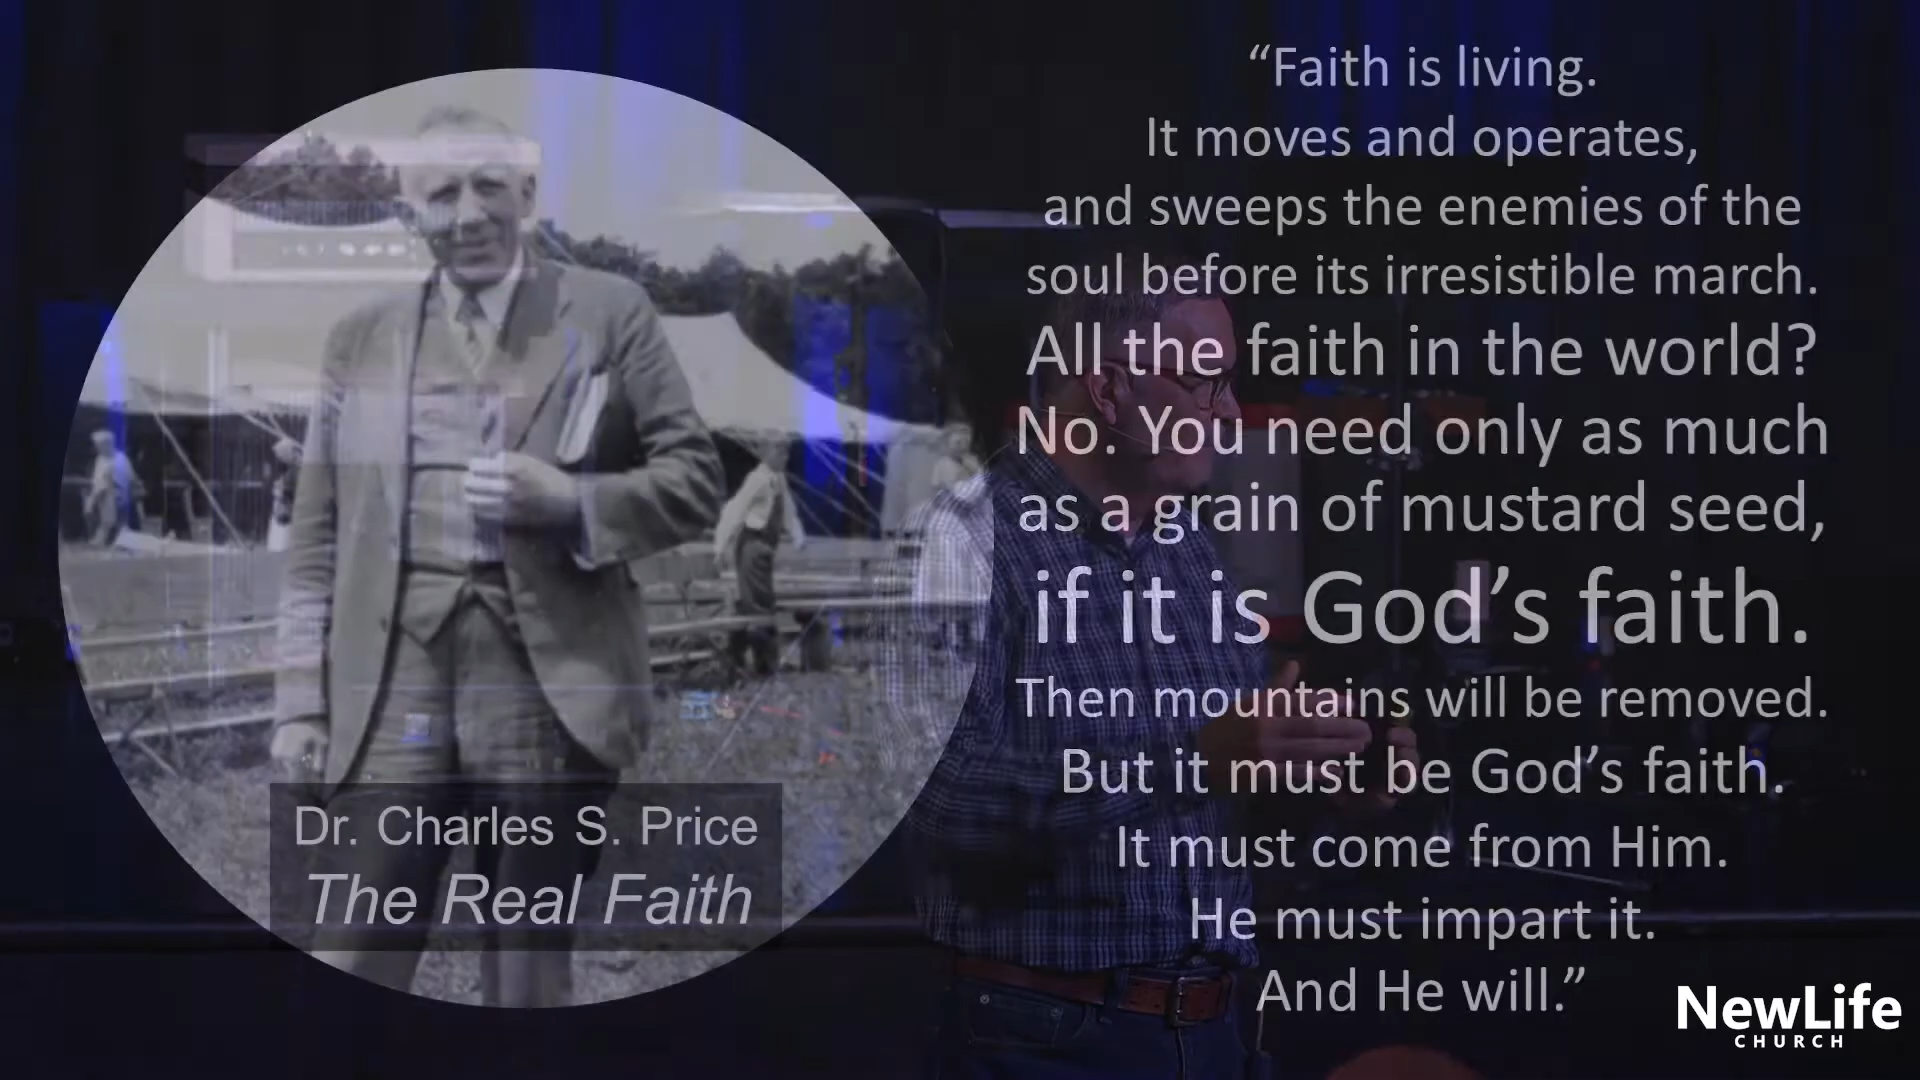 “Faith is living.
It moves and operates,
and sweeps the enemies of the
soul before its irresistible march.
All the faith in the world?
No. You need only as much
as a grain of mustard seed,
if it is God’s faith.
Then mountains will be removed.
But it must be God’s faith.
It must come from Him.
He must impart it.
And He will.”
Dr. Charles S. Price
The Real Faith
NewLife
CHURCH